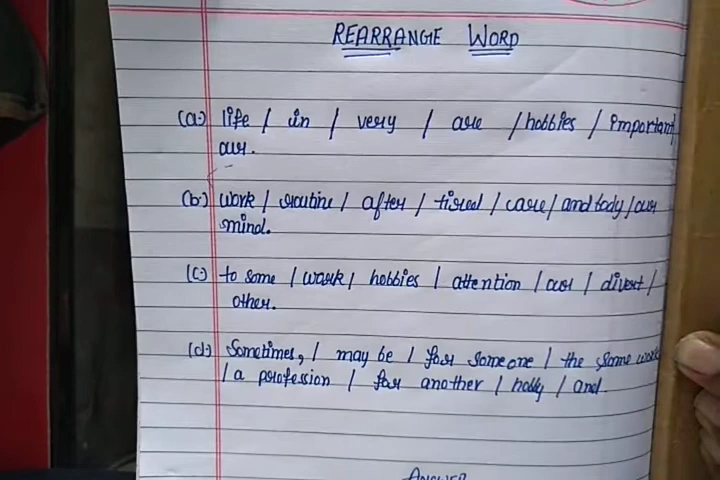 REARRANGE WORD
(a) life / in / very / are / hobbies / important
our.
(b) work / routine / after / tired / care / and body / our
mind.
(c) to some / work / hobbies / attention / our / divert /
other.
(d) Sometimes, / may be / for someone / the same work
/ a profession / for another / hobby / and
Answer